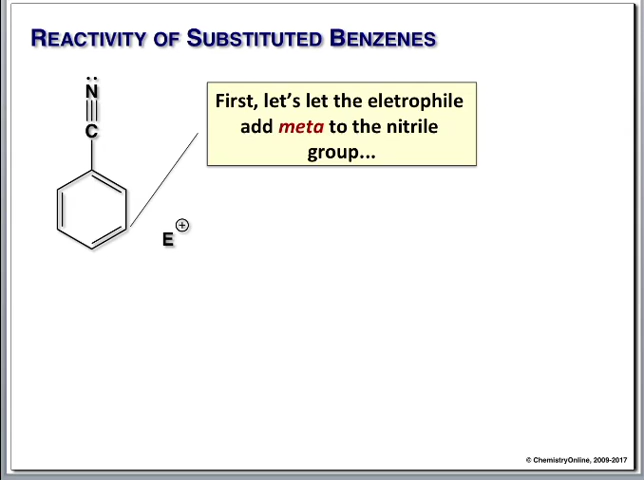 REACTIVITY OF SUBSTITUTED BENZENES
N
C
First, let's let the eletrophile
add meta to the nitrile
group...
E +
© ChemistryOnline, 2009-2017